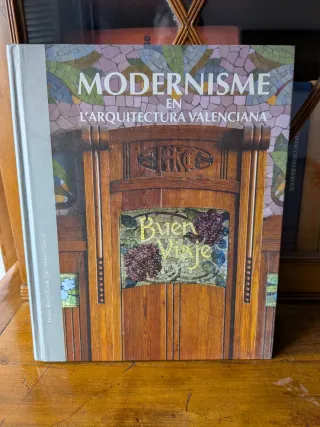 MODERNISME
EN
L'ARQUITECTURA VALENCIANA
Buen
Viaje